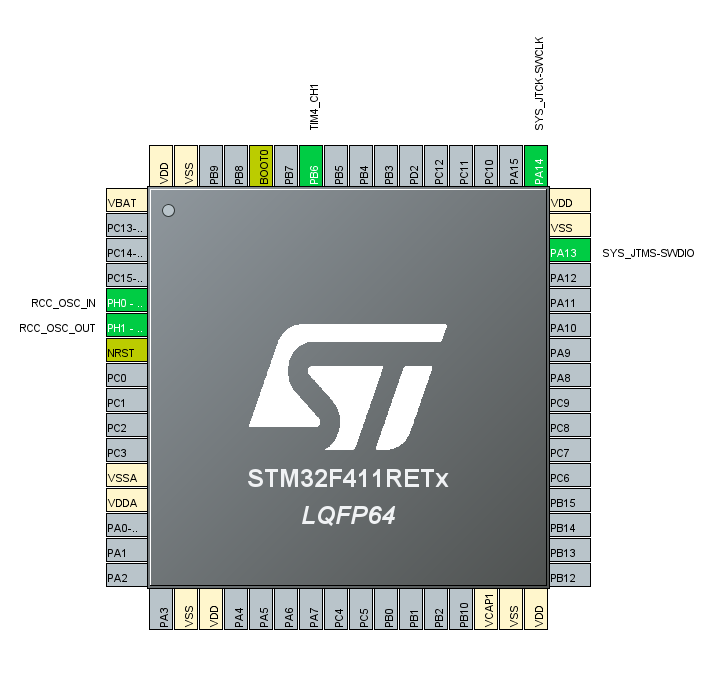 TIM4_CH1
SYS_JTCK-SWCLK
VDD
VSS
PB9
PB8
BOOT0
PB7
PB6
PB5
PB4
PB3
PD2
PC12
PC11
PC10
PA15
PA14
VBAT
PC13-..
PC14-..
PC15-..
RCC_OSC_IN
PH0 - ..
RCC_OSC_OUT
PH1 - ..
NRST
PC0
PC1
PC2
PC3
VSSA
VDDA
PA0-..
PA1
PA2
VDD
VSS
PA13
SYS_JTMS-SWDIO
PA12
PA11
PA10
PA9
PA8
PC9
PC8
PC7
PC6
PB15
PB14
PB13
PB12
STM32F411RETx
LQFP64
PA3
VSS
VDD
PA4
PA5
PA6
PA7
PC4
PC5
PB0
PB1
PB2
PB10
VCAP1
VSS
VDD